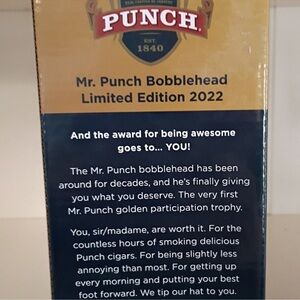 PUNCH
EST.
1840
Mr. Punch Bobblehead
Limited Edition 2022
And the award for being awesome
goes to... YOU!
The Mr. Punch bobblehead has been
around for decades, and he's finally giving
you what you deserve. The very first
Mr. Punch golden participation trophy.
You, sir/madame, are worth it. For the
countless hours of smoking delicious
Punch cigars. For being slightly less
annoying than most. For getting up
every morning and putting your best
foot forward. We tip our hat to you.